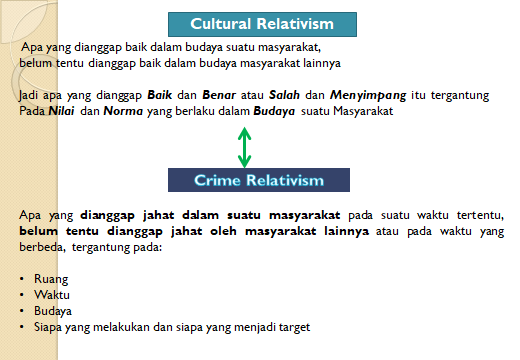 Cultural Relativism
Apa yang dianggap baik dalam budaya suatu masyarakat,
belum tentu dianggap baik dalam budaya masyarakat lainnya
Jadi apa yang dianggap Baik dan Benar atau Salah dan Menyimpang itu tergantung
Pada Nilai dan Norma yang berlaku dalam Budaya suatu Masyarakat
Crime Relativism
Apa yang dianggap jahat dalam suatu masyarakat pada suatu waktu tertentu,
belum tentu dianggap jahat oleh masyarakat lainnya atau pada waktu yang
berbeda, tergantung pada:
• Ruang
• Waktu
• Budaya
• Siapa yang melakukan dan siapa yang menjadi target